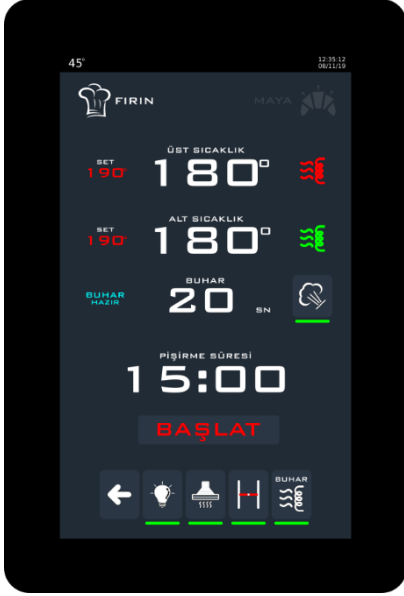 45°
12:35:12
08/11/19
FIRIN
MAYA
ÜST SICAKLIK
SET
190°
180°
ALT SICAKLIK
SET
190°
180°
BUHAR
BUHAR
HAZIR
20
SN
PİŞİRME SÜRESİ
15:00
BAŞLAT
BUHAR